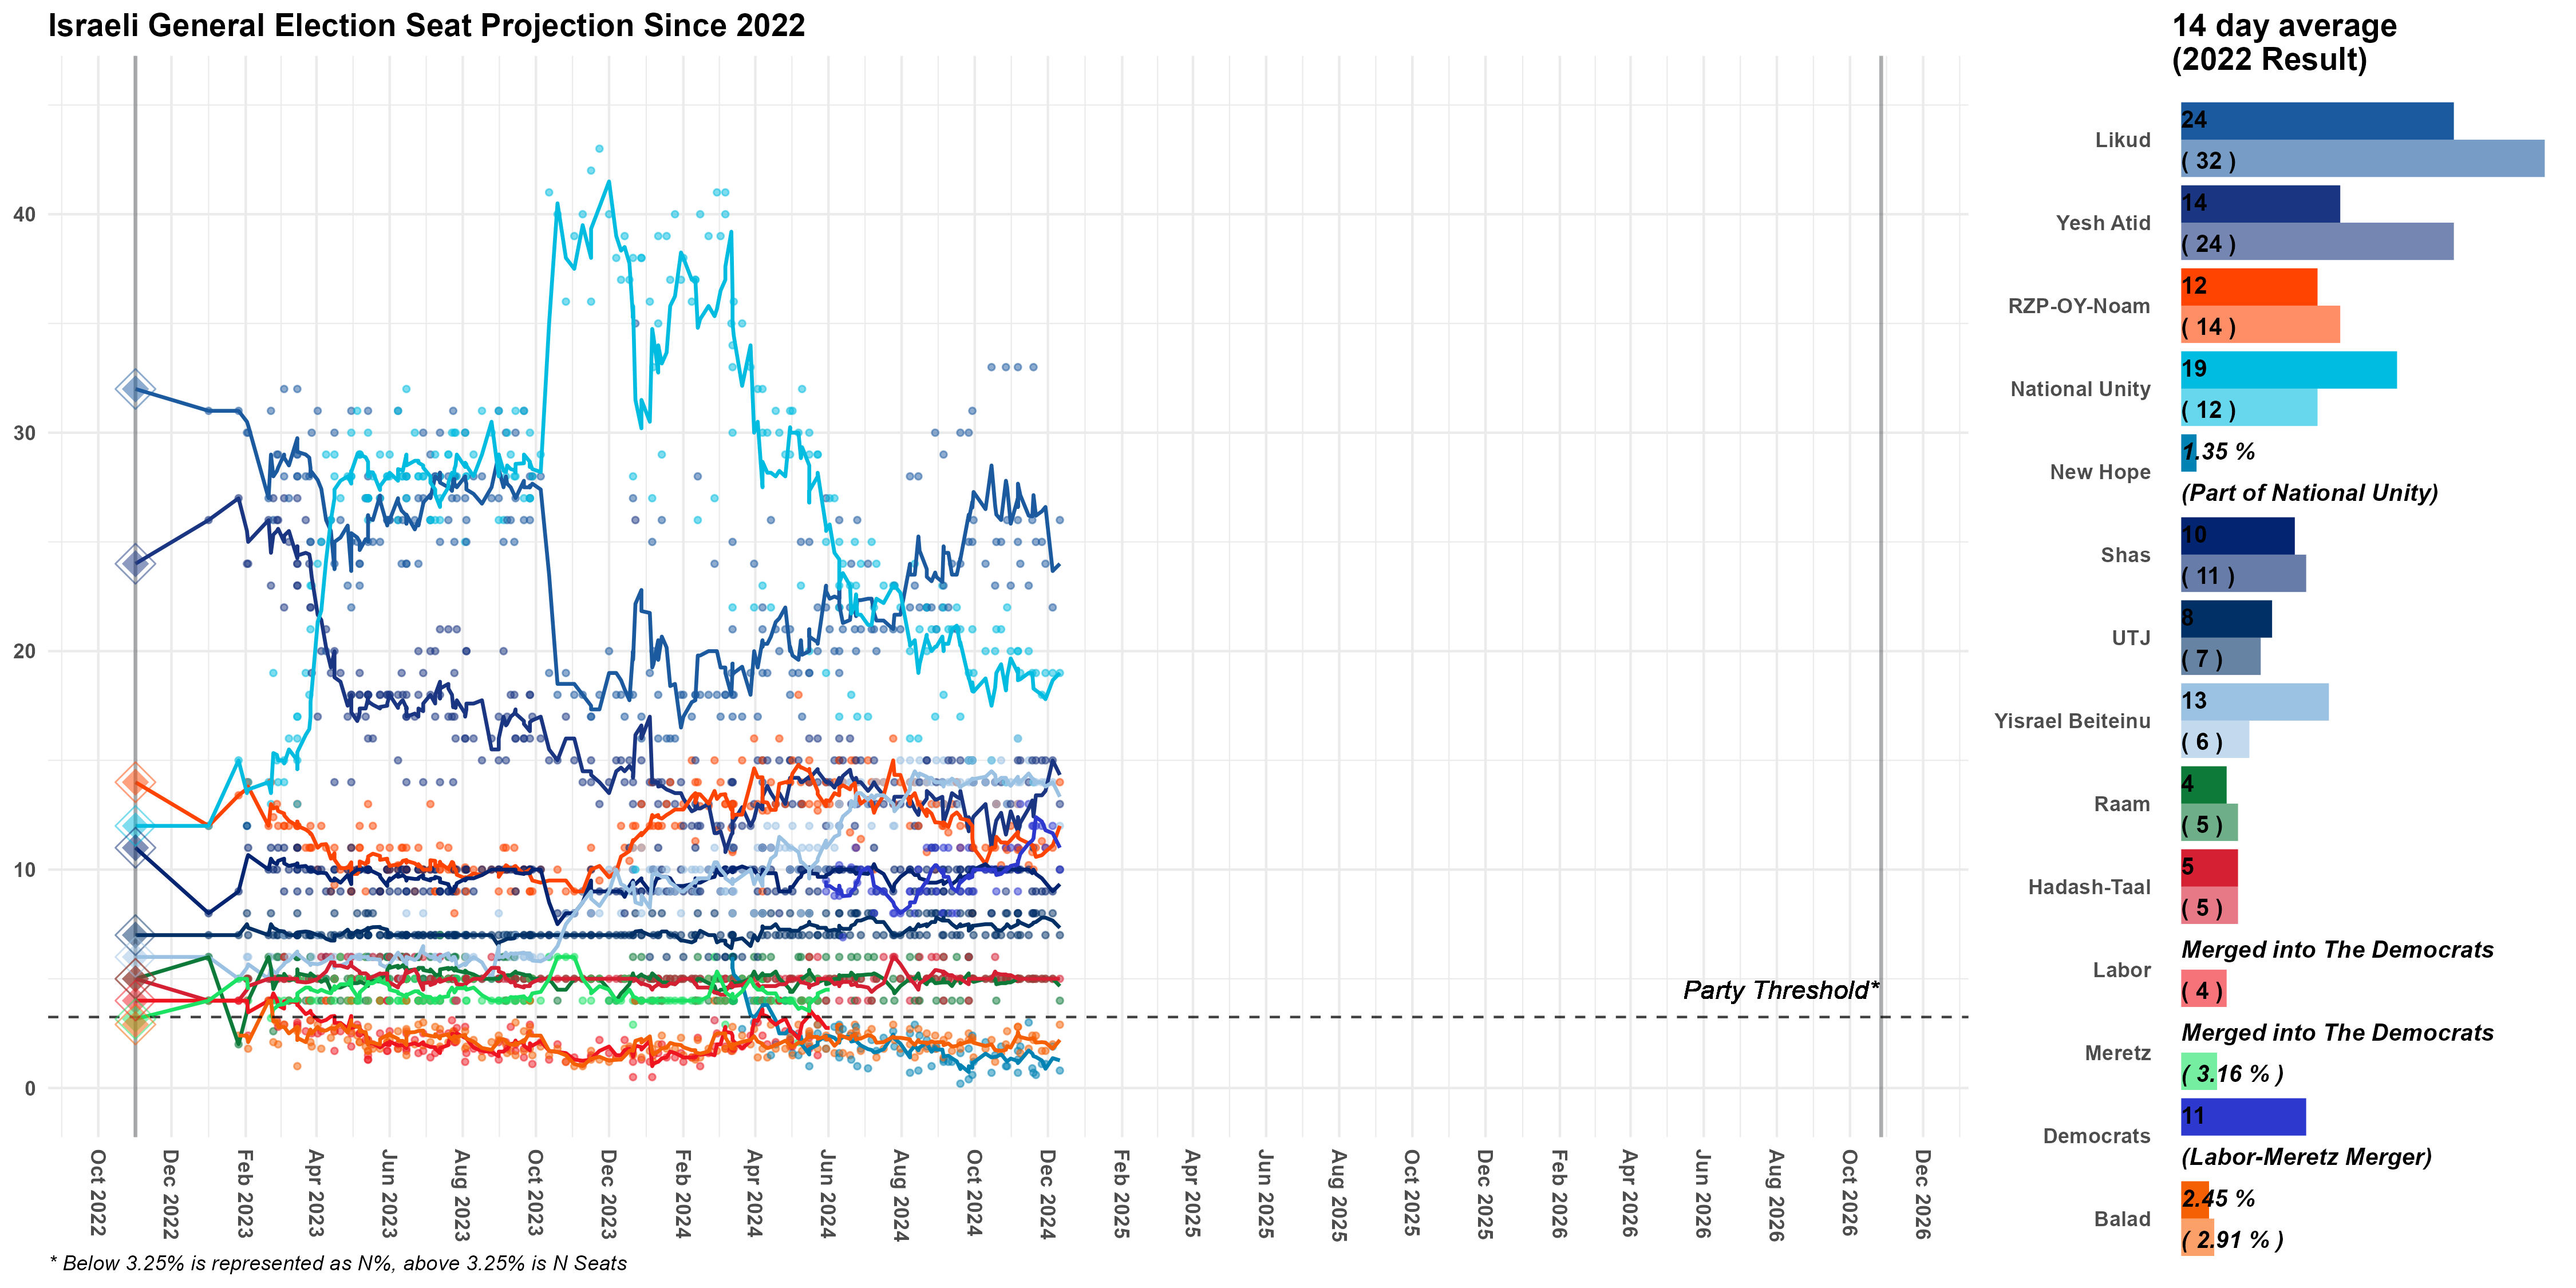 Israeli General Election Seat Projection Since 2022
14 day average
(2022 Result)
40
30
20
10
0
Party Threshold*
Oct 2022
Dec 2022
Feb 2023
Apr 2023
Jun 2023
Aug 2023
Oct 2023
Dec 2023
Feb 2024
Apr 2024
Jun 2024
Aug 2024
Oct 2024
Dec 2024
Feb 2025
Apr 2025
Jun 2025
Aug 2025
Oct 2025
Dec 2025
Feb 2026
Apr 2026
Jun 2026
Aug 2026
Oct 2026
Dec 2026
* Below 3.25% is represented as N%, above 3.25% is N Seats
Likud
24
( 32 )
Yesh Atid
14
( 24 )
RZP-OY-Noam
12
( 14 )
National Unity
19
( 12 )
New Hope
1.35 %
(Part of National Unity)
Shas
10
( 11 )
UTJ
8
( 7 )
Yisrael Beiteinu
13
( 6 )
Raam
4
( 5 )
Hadash-Taal
5
( 5 )
Labor
Merged into The Democrats
( 4 )
Meretz
Merged into The Democrats
( 3.16 % )
Democrats
11
(Labor-Meretz Merger)
Balad
2.45 %
( 2.91 % )